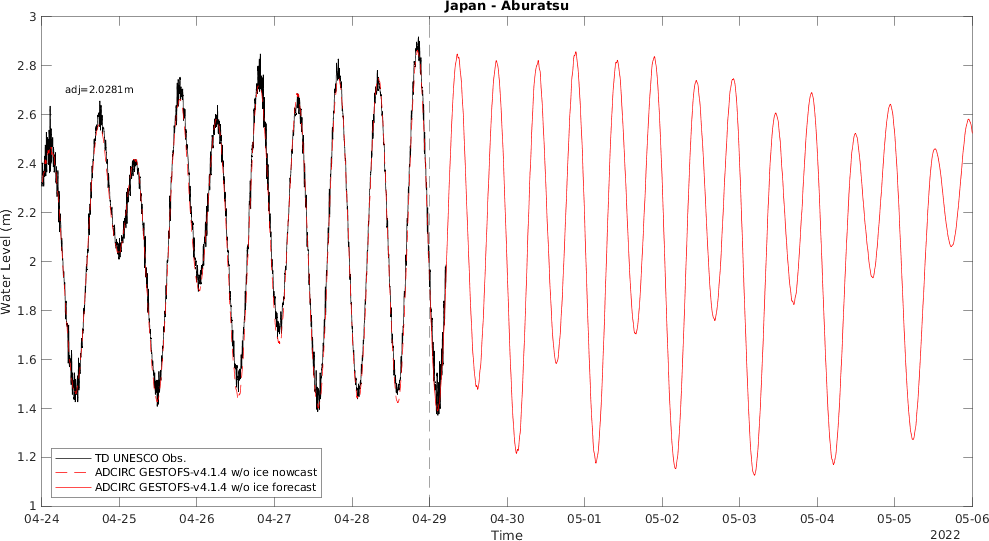 Japan - Aburatsu
3
2.8
2.6
2.4
2.2
2
1.8
1.6
1.4
1.2
1
Water Level (m)
adj=2.0281m
TD UNESCO Obs.
ADCIRC GESTOFS-v4.1.4 w/o ice nowcast
ADCIRC GESTOFS-v4.1.4 w/o ice forecast
04-24 04-25 04-26 04-27 04-28 04-29 04-30 05-01 05-02 05-03 05-04 05-05 05-06
Time
2022